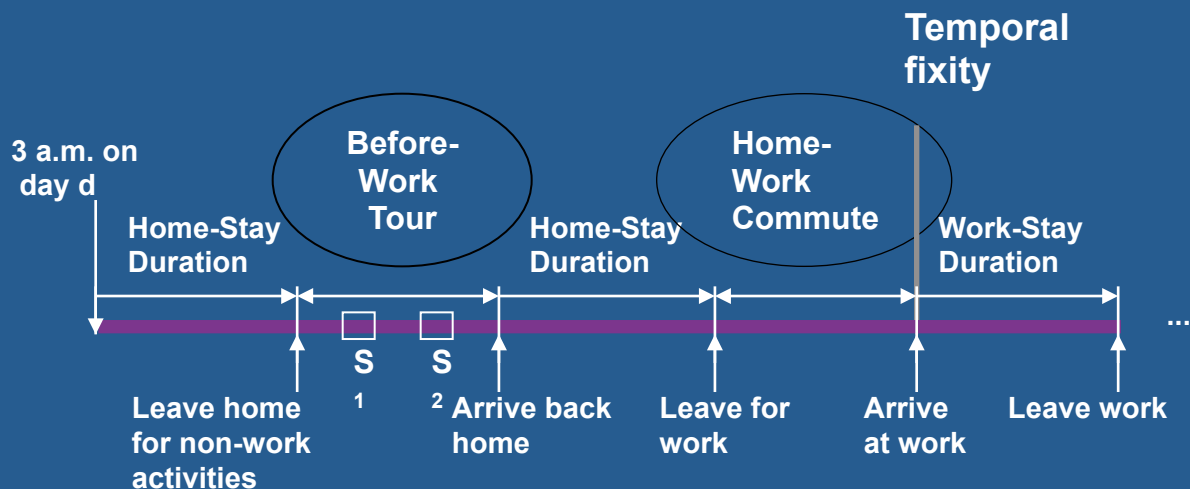 Temporal
fixity
3 a.m. on
day d
Before-
Work
Tour
Home-
Work
Commute
Home-Stay
Duration
Home-Stay
Duration
Work-Stay
Duration
...
S
1
S
2
Leave home
for non-work
activities
Arrive back
home
Leave for
work
Arrive
at work
Leave work